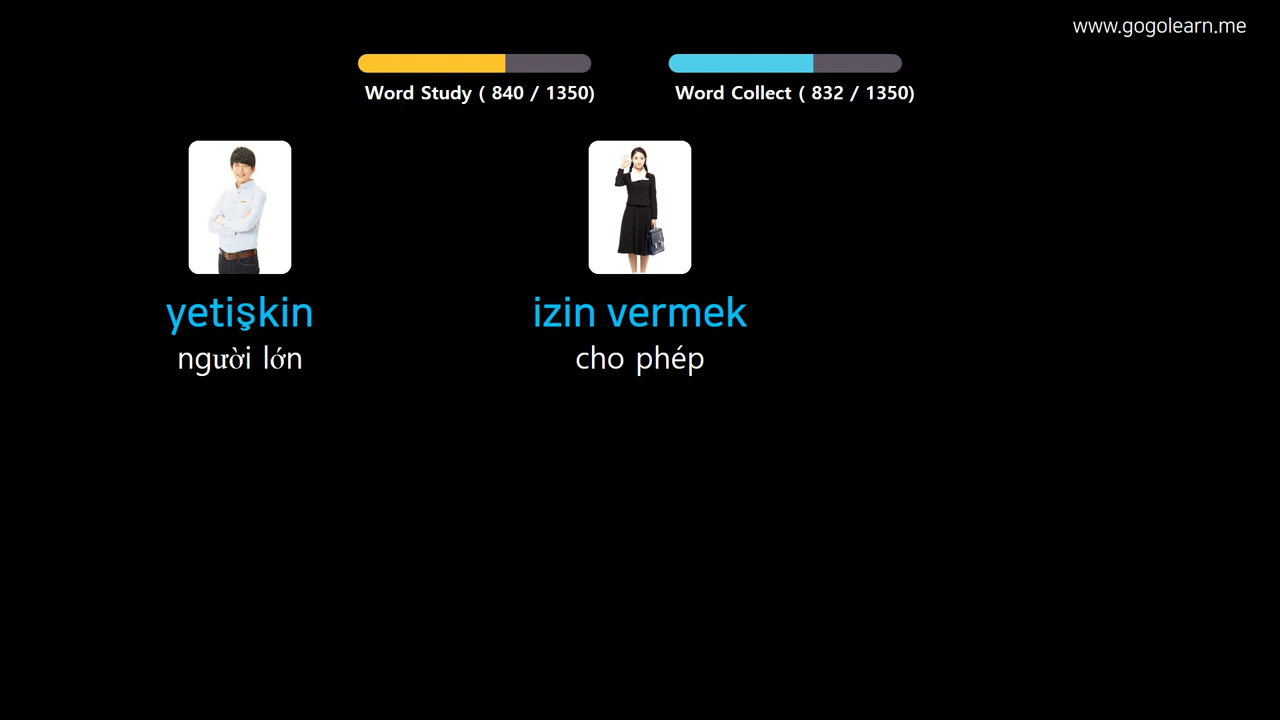 www.gogolearn.me
Word Study ( 840 / 1350)
Word Collect ( 832 / 1350)
yetişkin
người lớn
izin vermek
cho phép